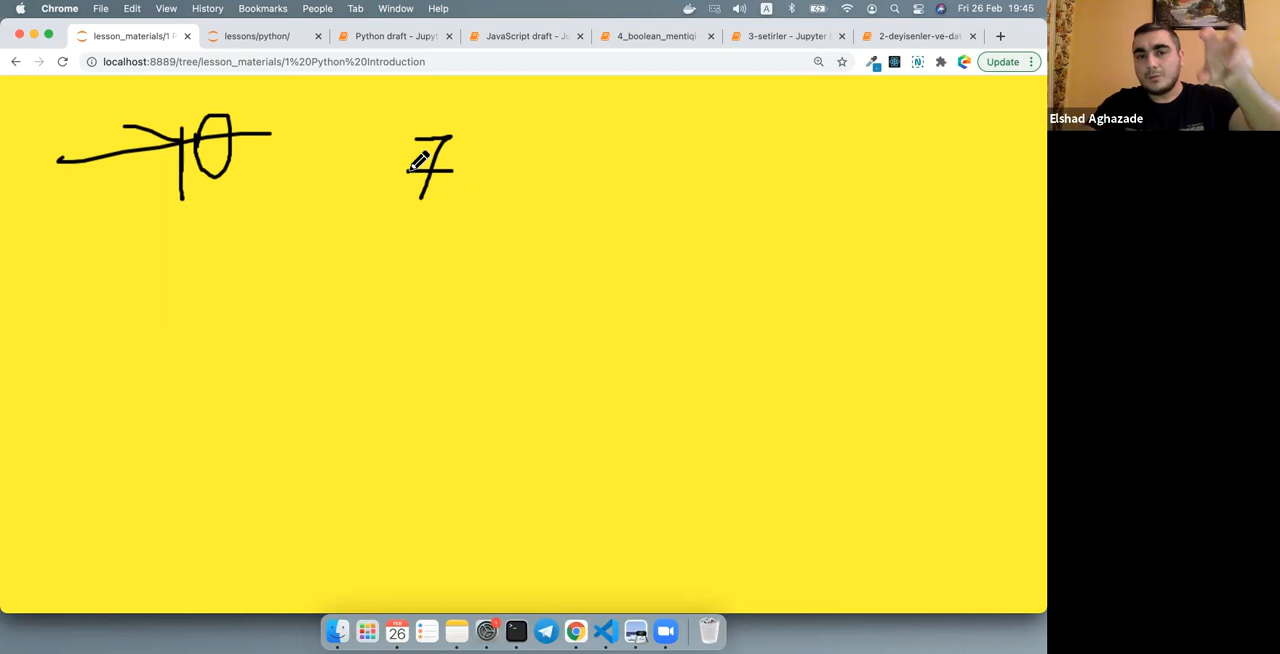 Chrome File Edit View History Bookmarks People Tab Window Help A Fri 26 Feb 19:45
lesson_materials/1 P lessons/python/ Python draft - Jupyt JavaScript draft - Ju 4_boolean_mentiqi 3-setirler - Jupyter 2-deyisenler-ve-dat
localhost:8889/tree/lesson_materials/1%20Python%20Introduction Update
Elshad Aghazade
10 7
FEB
26
1